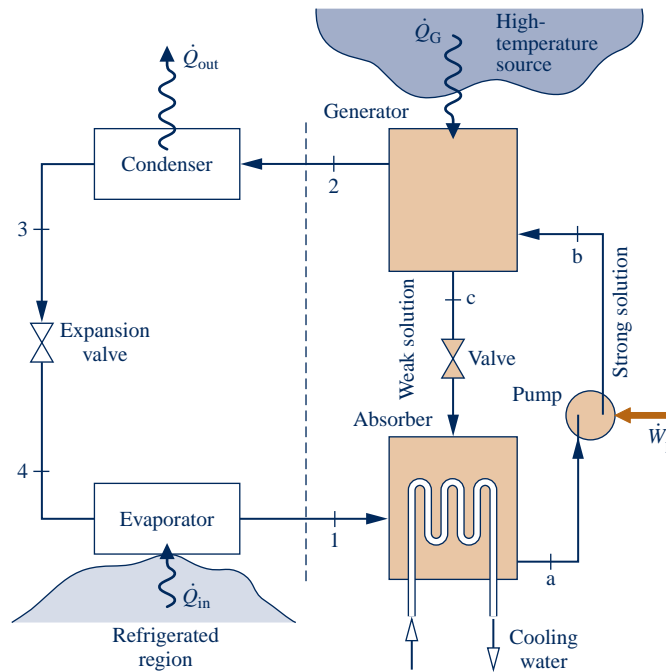 High-
temperature
source
Q̇G
Q̇out
Generator
Condenser
2
3
b
c
Expansion
valve
Weak solution
Valve
Strong solution
Pump
Ẇ
Absorber
4
Evaporator
1
a
Q̇in
Refrigerated
region
Cooling
water